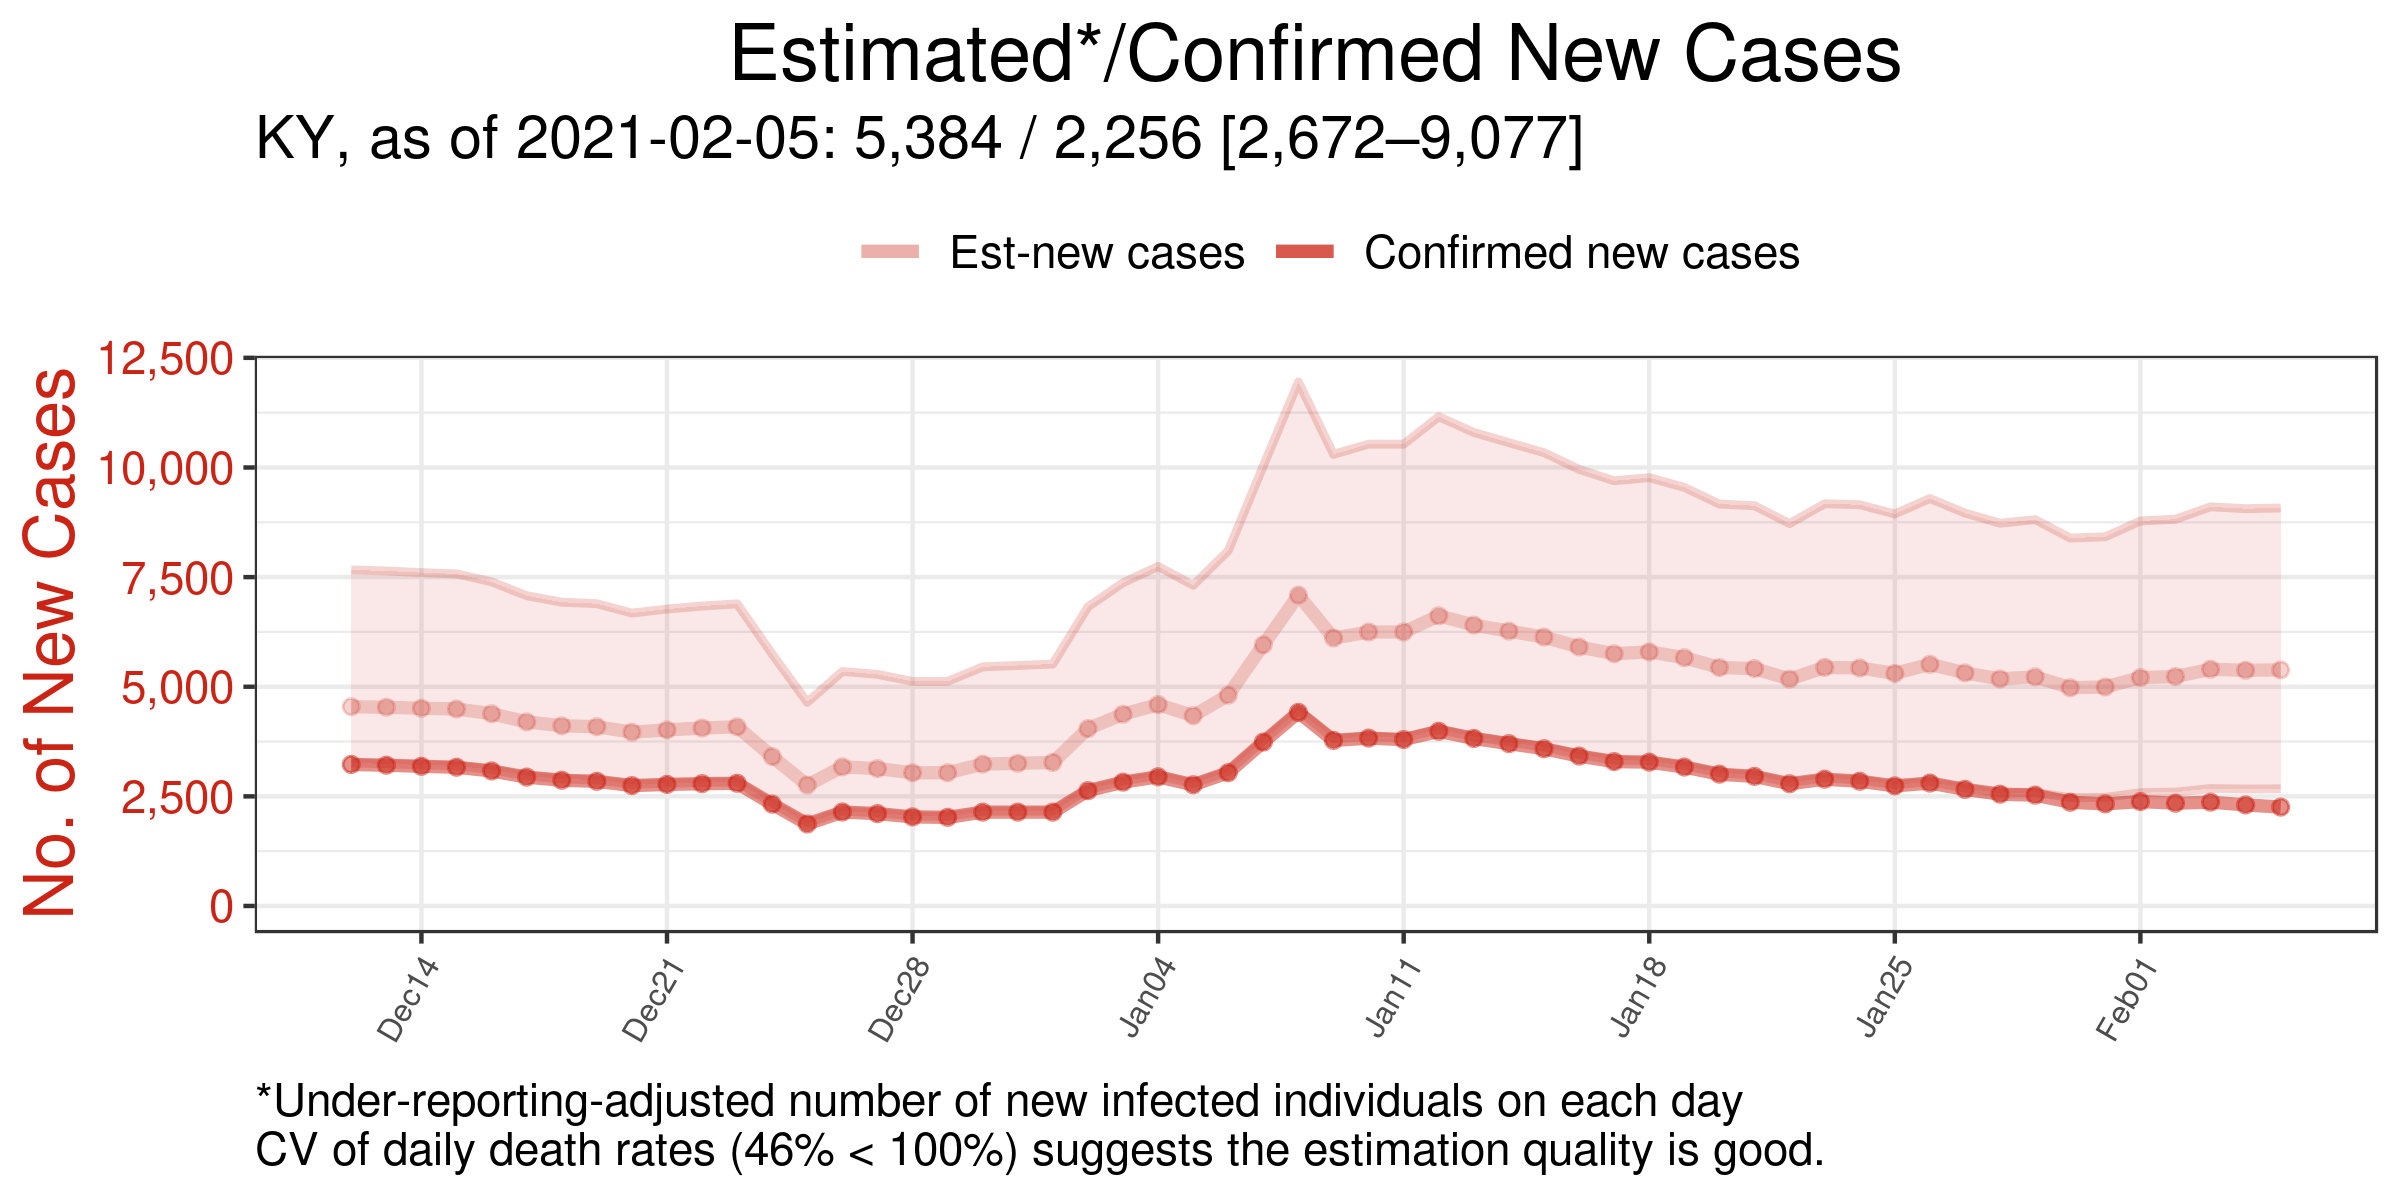 Estimated*/Confirmed New Cases
KY, as of 2021-02-05: 5,384 / 2,256 [2,672–9,077]
Est-new cases
Confirmed new cases
No. of New Cases
12,500
10,000
7,500
5,000
2,500
0
Dec14
Dec21
Dec28
Jan04
Jan11
Jan18
Jan25
Feb01
*Under-reporting-adjusted number of new infected individuals on each day
CV of daily death rates (46% < 100%) suggests the estimation quality is good.